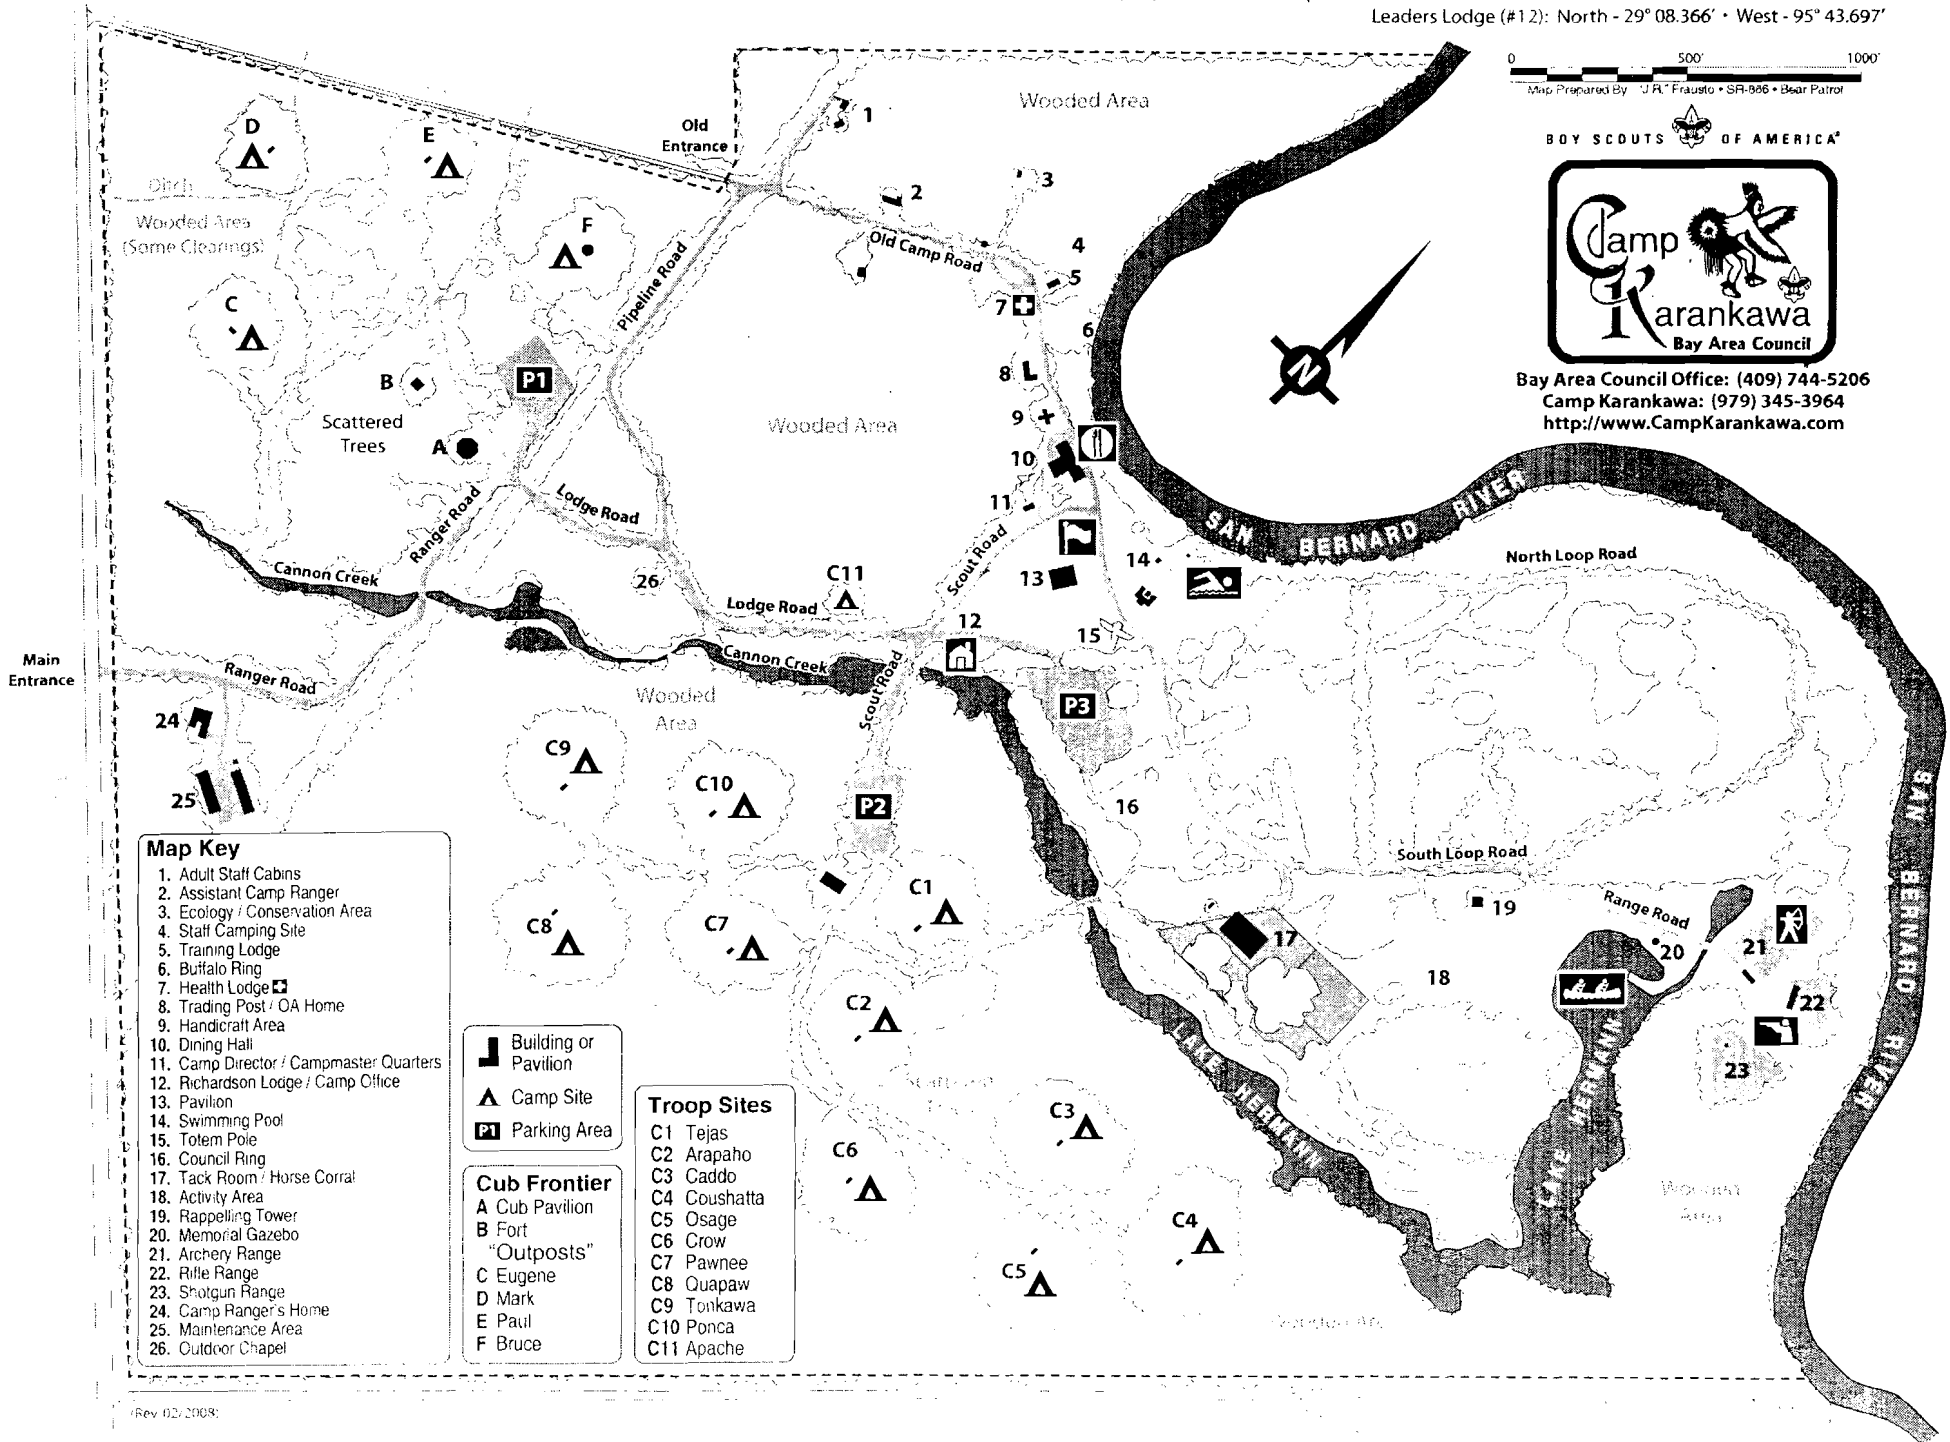 Leaders Lodge (#12): North - 29° 08.366' • West - 95° 43.697'
0 500' 1000'
Map Prepared By "J.R." Frausto • SR-886 • Bear Patrol
BOY SCOUTS OF AMERICA
Camp
Karankawa
Bay Area Council
Bay Area Council Office: (409) 744-5206
Camp Karankawa: (979) 345-3964
http://www.CampKarankawa.com
N
Wooded Area
Old
Entrance
1
2
3
4
5
6
7
8 L
9
10
11
12
13
14
15
16
17
18
19
20
21
22
23
24
25
26
D
E
F
C
B
A
Ditch
Wooded Area
(Some Clearings)
Scattered
Trees
P1
Pipeline Road
Old Camp Road
Wooded Area
Ranger Road
Lodge Road
Scout Road
Cannon Creek
C11
Lodge Road
Cannon Creek
Scout Road
SAN BERNARD RIVER
North Loop Road
Main
Entrance
Ranger Road
Wooded
Area
P3
P2
C9
C10
C8
C7
C1
C2
C3
C4
C5
C6
South Loop Road
Range Road
SAN BERNARD RIVER
LAKE HERMANN
LAKE HERMANN
Wooded
Area
Map Key
1. Adult Staff Cabins
2. Assistant Camp Ranger
3. Ecology / Conservation Area
4. Staff Camping Site
5. Training Lodge
6. Buffalo Ring
7. Health Lodge
8. Trading Post / OA Home
9. Handicraft Area
10. Dining Hall
11. Camp Director / Campmaster Quarters
12. Richardson Lodge / Camp Office
13. Pavilion
14. Swimming Pool
15. Totem Pole
16. Council Ring
17. Tack Room / Horse Corral
18. Activity Area
19. Rappelling Tower
20. Memorial Gazebo
21. Archery Range
22. Rifle Range
23. Shotgun Range
24. Camp Ranger's Home
25. Maintenance Area
26. Outdoor Chapel
Building or
Pavilion
Camp Site
P1 Parking Area
Cub Frontier
A Cub Pavilion
B Fort
"Outposts"
C Eugene
D Mark
E Paul
F Bruce
Troop Sites
C1 Tejas
C2 Arapaho
C3 Caddo
C4 Coushatta
C5 Osage
C6 Crow
C7 Pawnee
C8 Quapaw
C9 Tonkawa
C10 Ponca
C11 Apache
(Rev. 02/2008)